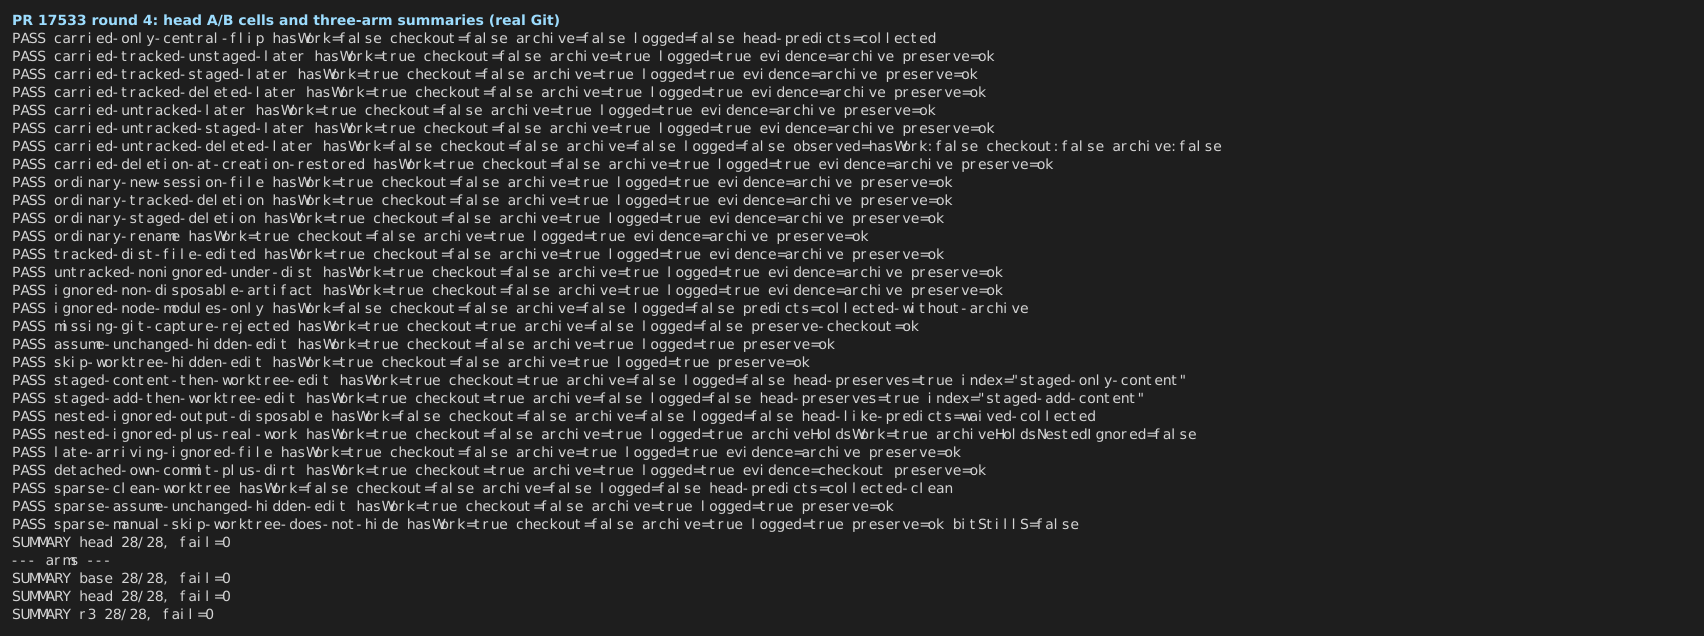 PR 17533 round 4: head A/B cells and three-arm summaries (real Git)
PASS carried-only-central-flip hasWork=false checkout=false archive=false logged=false head-predicts=collected
PASS carried-tracked-unstaged-later hasWork=true checkout=false archive=true logged=true evidence=archive preserve=ok
PASS carried-tracked-staged-later hasWork=true checkout=false archive=true logged=true evidence=archive preserve=ok
PASS carried-tracked-deleted-later hasWork=true checkout=false archive=true logged=true evidence=archive preserve=ok
PASS carried-untracked-later hasWork=true checkout=false archive=true logged=true evidence=archive preserve=ok
PASS carried-untracked-staged-later hasWork=true checkout=false archive=true logged=true evidence=archive preserve=ok
PASS carried-untracked-deleted-later hasWork=false checkout=false archive=false logged=false observed=hasWork:false checkout:false archive:false
PASS carried-deletion-at-creation-restored hasWork=true checkout=false archive=true logged=true evidence=archive preserve=ok
PASS ordinary-new-session-file hasWork=true checkout=false archive=true logged=true evidence=archive preserve=ok
PASS ordinary-tracked-deletion hasWork=true checkout=false archive=true logged=true evidence=archive preserve=ok
PASS ordinary-staged-deletion hasWork=true checkout=false archive=true logged=true evidence=archive preserve=ok
PASS ordinary-rename hasWork=true checkout=false archive=true logged=true evidence=archive preserve=ok
PASS tracked-dist-file-edited hasWork=true checkout=false archive=true logged=true evidence=archive preserve=ok
PASS untracked-nonignored-under-dist hasWork=true checkout=false archive=true logged=true evidence=archive preserve=ok
PASS ignored-non-disposable-artifact hasWork=true checkout=false archive=true logged=true evidence=archive preserve=ok
PASS ignored-node-modules-only hasWork=false checkout=false archive=false logged=false predicts=collected-without-archive
PASS missing-git-capture-rejected hasWork=true checkout=true archive=false logged=false preserve-checkout=ok
PASS assume-unchanged-hidden-edit hasWork=true checkout=false archive=true logged=true preserve=ok
PASS skip-worktree-hidden-edit hasWork=true checkout=false archive=true logged=true preserve=ok
PASS staged-content-then-worktree-edit hasWork=true checkout=true archive=false logged=false head-preserves=true index="staged-only-content"
PASS staged-add-then-worktree-edit hasWork=true checkout=true archive=false logged=false head-preserves=true index="staged-add-content"
PASS nested-ignored-output-disposable hasWork=false checkout=false archive=false logged=false head-like-predicts=waived-collected
PASS nested-ignored-plus-real-work hasWork=true checkout=false archive=true logged=true archiveHoldsWork=true archiveHoldsNestedIgnored=false
PASS late-arriving-ignored-file hasWork=true checkout=false archive=true logged=true evidence=archive preserve=ok
PASS detached-own-commit-plus-dirt hasWork=true checkout=true archive=true logged=true evidence=checkout preserve=ok
PASS sparse-clean-worktree hasWork=false checkout=false archive=false logged=false head-predicts=collected-clean
PASS sparse-assume-unchanged-hidden-edit hasWork=true checkout=false archive=true logged=true preserve=ok
PASS sparse-manual-skip-worktree-does-not-hide hasWork=true checkout=false archive=true logged=true preserve=ok bitStillS=false
SUMMARY head 28/28, fail=0
--- arms ---
SUMMARY base 28/28, fail=0
SUMMARY head 28/28, fail=0
SUMMARY r3 28/28, fail=0